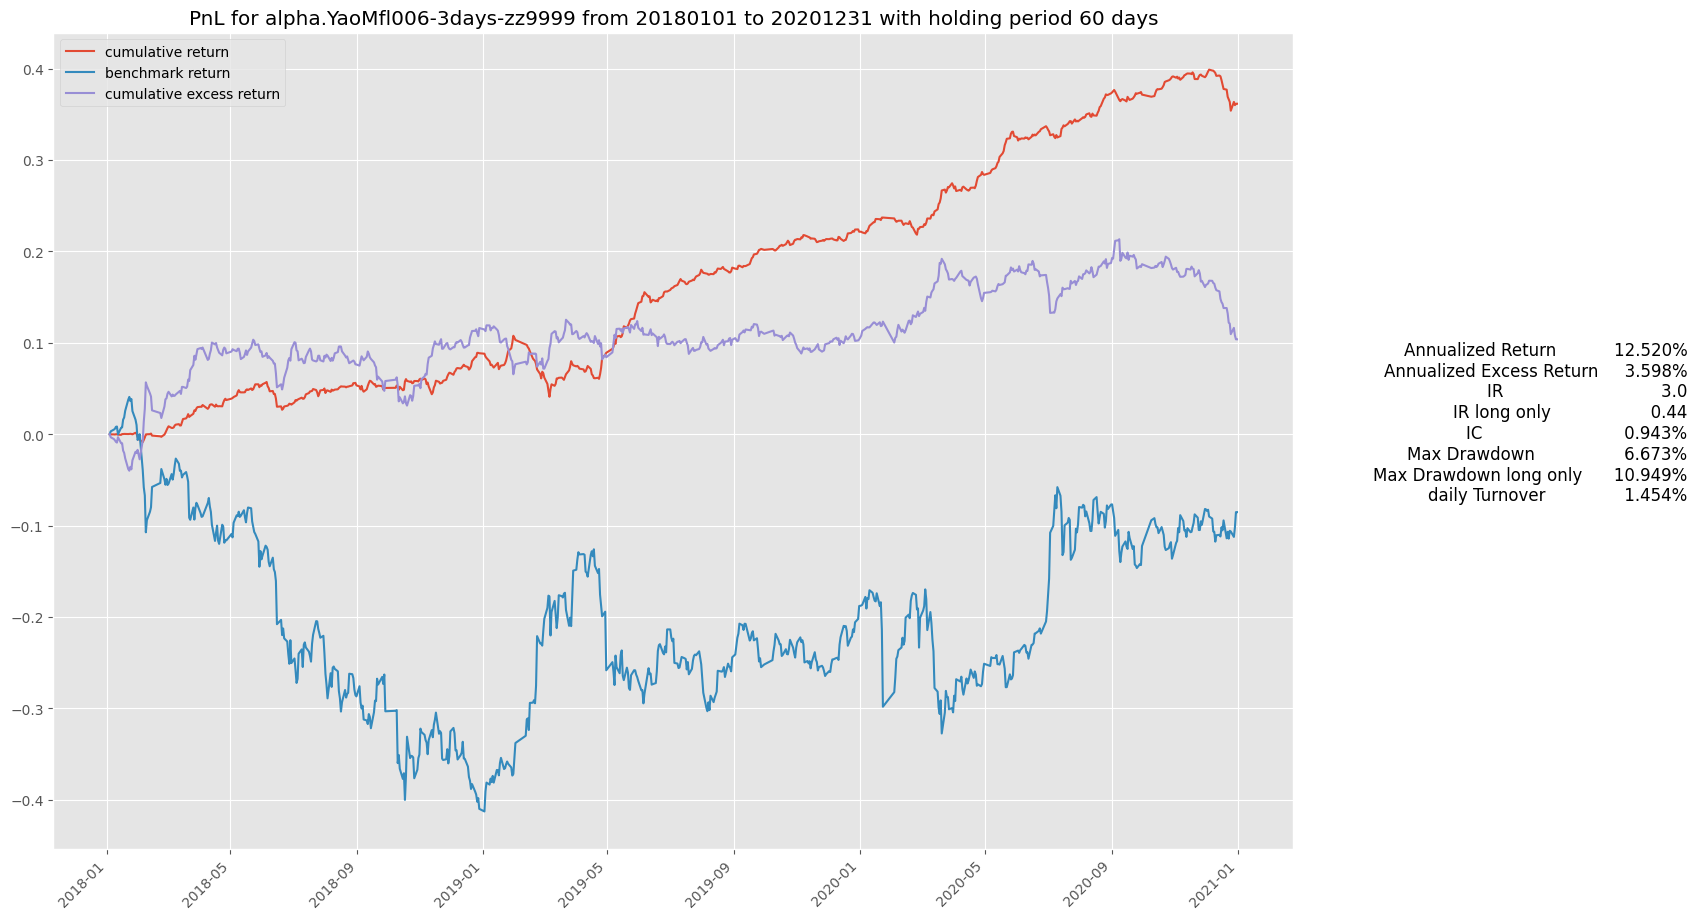 PnL for alpha.YaoMfl006-3days-zz9999 from 20180101 to 20201231 with holding period 60 days
cumulative return
benchmark return
cumulative excess return
0.4
0.3
0.2
0.1
0.0
−0.1
−0.2
−0.3
−0.4
2018-01
2018-05
2018-09
2019-01
2019-05
2019-09
2020-01
2020-05
2020-09
2021-01
Annualized Return 12.520%
Annualized Excess Return 3.598%
IR 3.0
IR long only 0.44
IC 0.943%
Max Drawdown 6.673%
Max Drawdown long only 10.949%
daily Turnover 1.454%